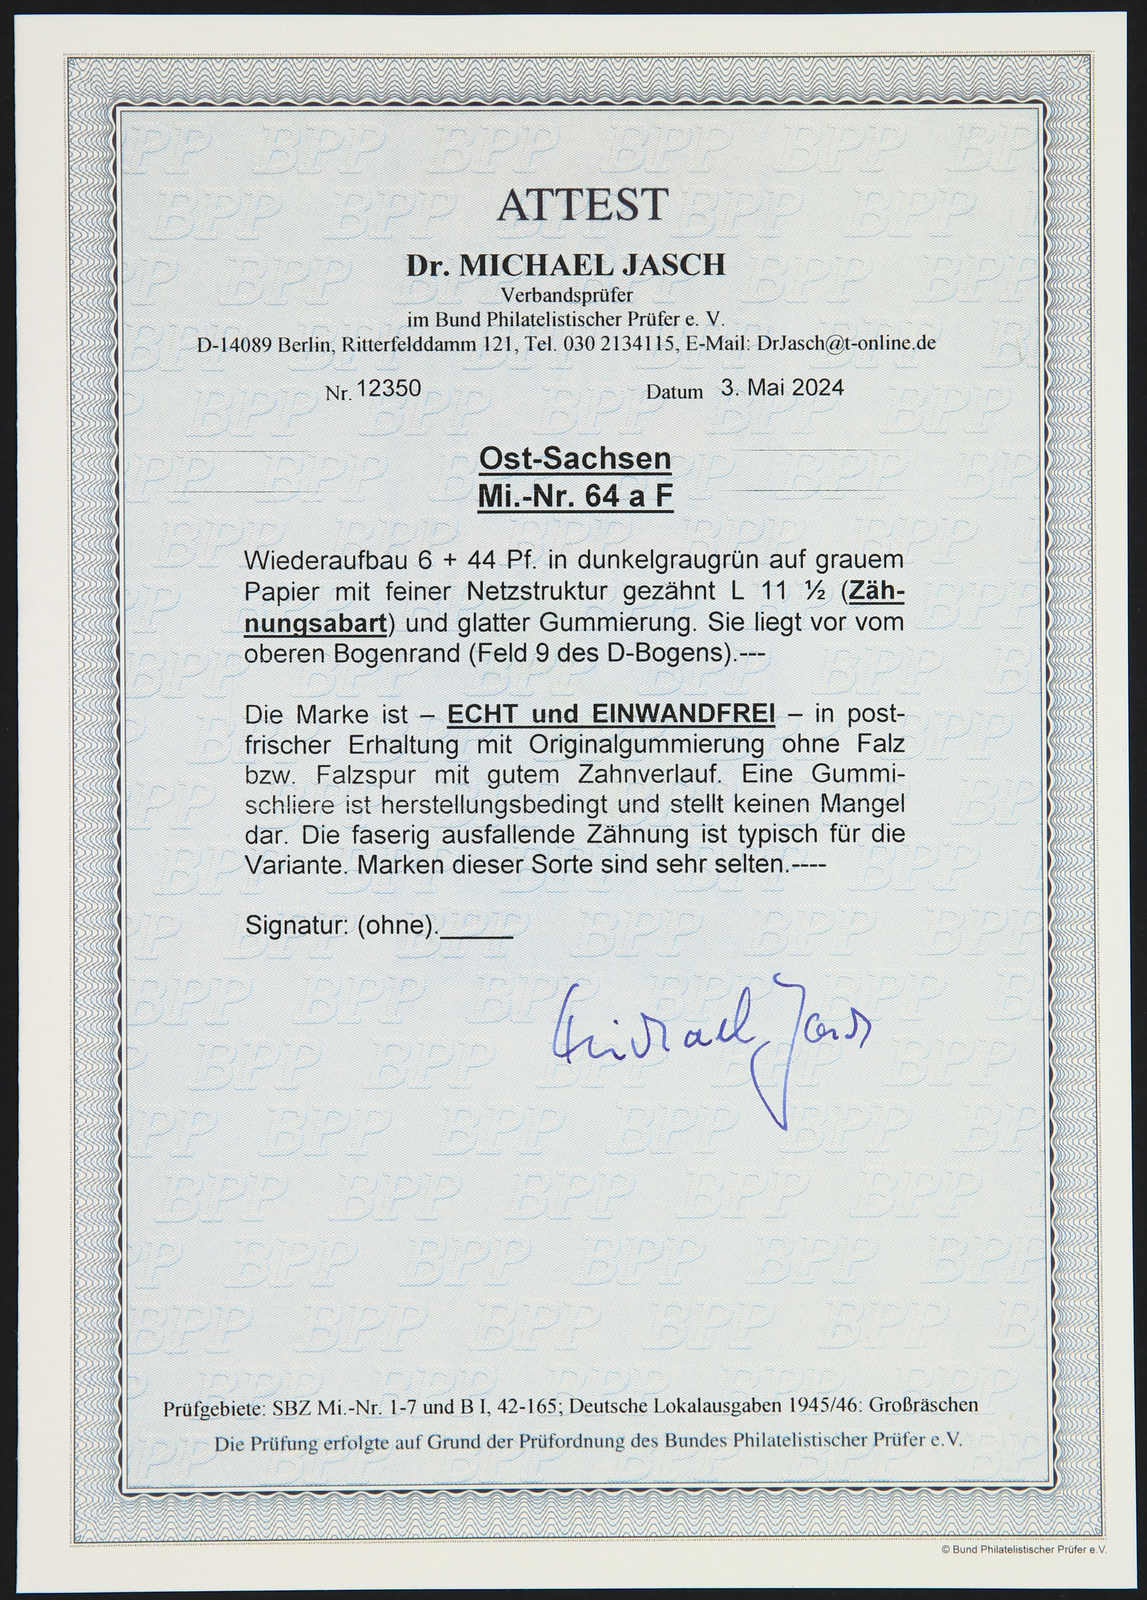 ATTEST
Dr. MICHAEL JASCH
Verbandsprüfer
im Bund Philatelistischer Prüfer e. V.
D-14089 Berlin, Ritterfelddamm 121, Tel. 030 2134115, E-Mail: DrJasch@t-online.de
Nr. 12350 Datum 3. Mai 2024
Ost-Sachsen
Mi.-Nr. 64 a F
Wiederaufbau 6 + 44 Pf. in dunkelgraugrün auf grauem
Papier mit feiner Netzstruktur gezähnt L 11 ½ (Zäh-
nungsabart) und glatter Gummierung. Sie liegt vor vom
oberen Bogenrand (Feld 9 des D-Bogens).---
Die Marke ist – ECHT und EINWANDFREI – in post-
frischer Erhaltung mit Originalgummierung ohne Falz
bzw. Falzspur mit gutem Zahnverlauf. Eine Gummi-
schliere ist herstellungsbedingt und stellt keinen Mangel
dar. Die faserig ausfallende Zähnung ist typisch für die
Variante. Marken dieser Sorte sind sehr selten.----
Signatur: (ohne).
Michael Jasch
Prüfgebiete: SBZ Mi.-Nr. 1-7 und B I, 42-165; Deutsche Lokalausgaben 1945/46: Großräschen
Die Prüfung erfolgte auf Grund der Prüfordnung des Bundes Philatelistischer Prüfer e.V.
© Bund Philatelistischer Prüfer e.V.